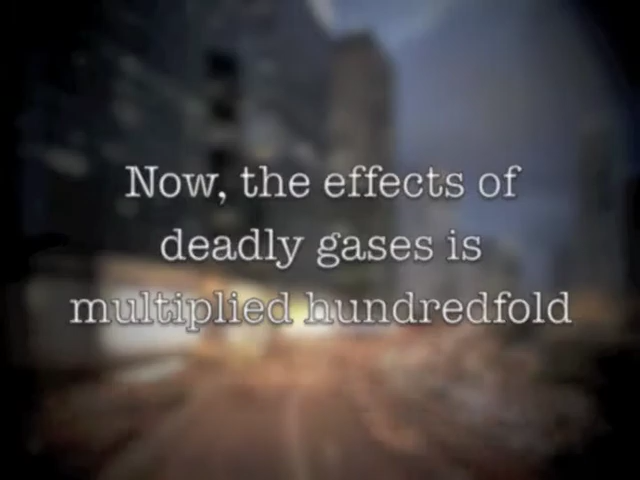 Now, the effects of
deadly gases is
multiplied hundredfold